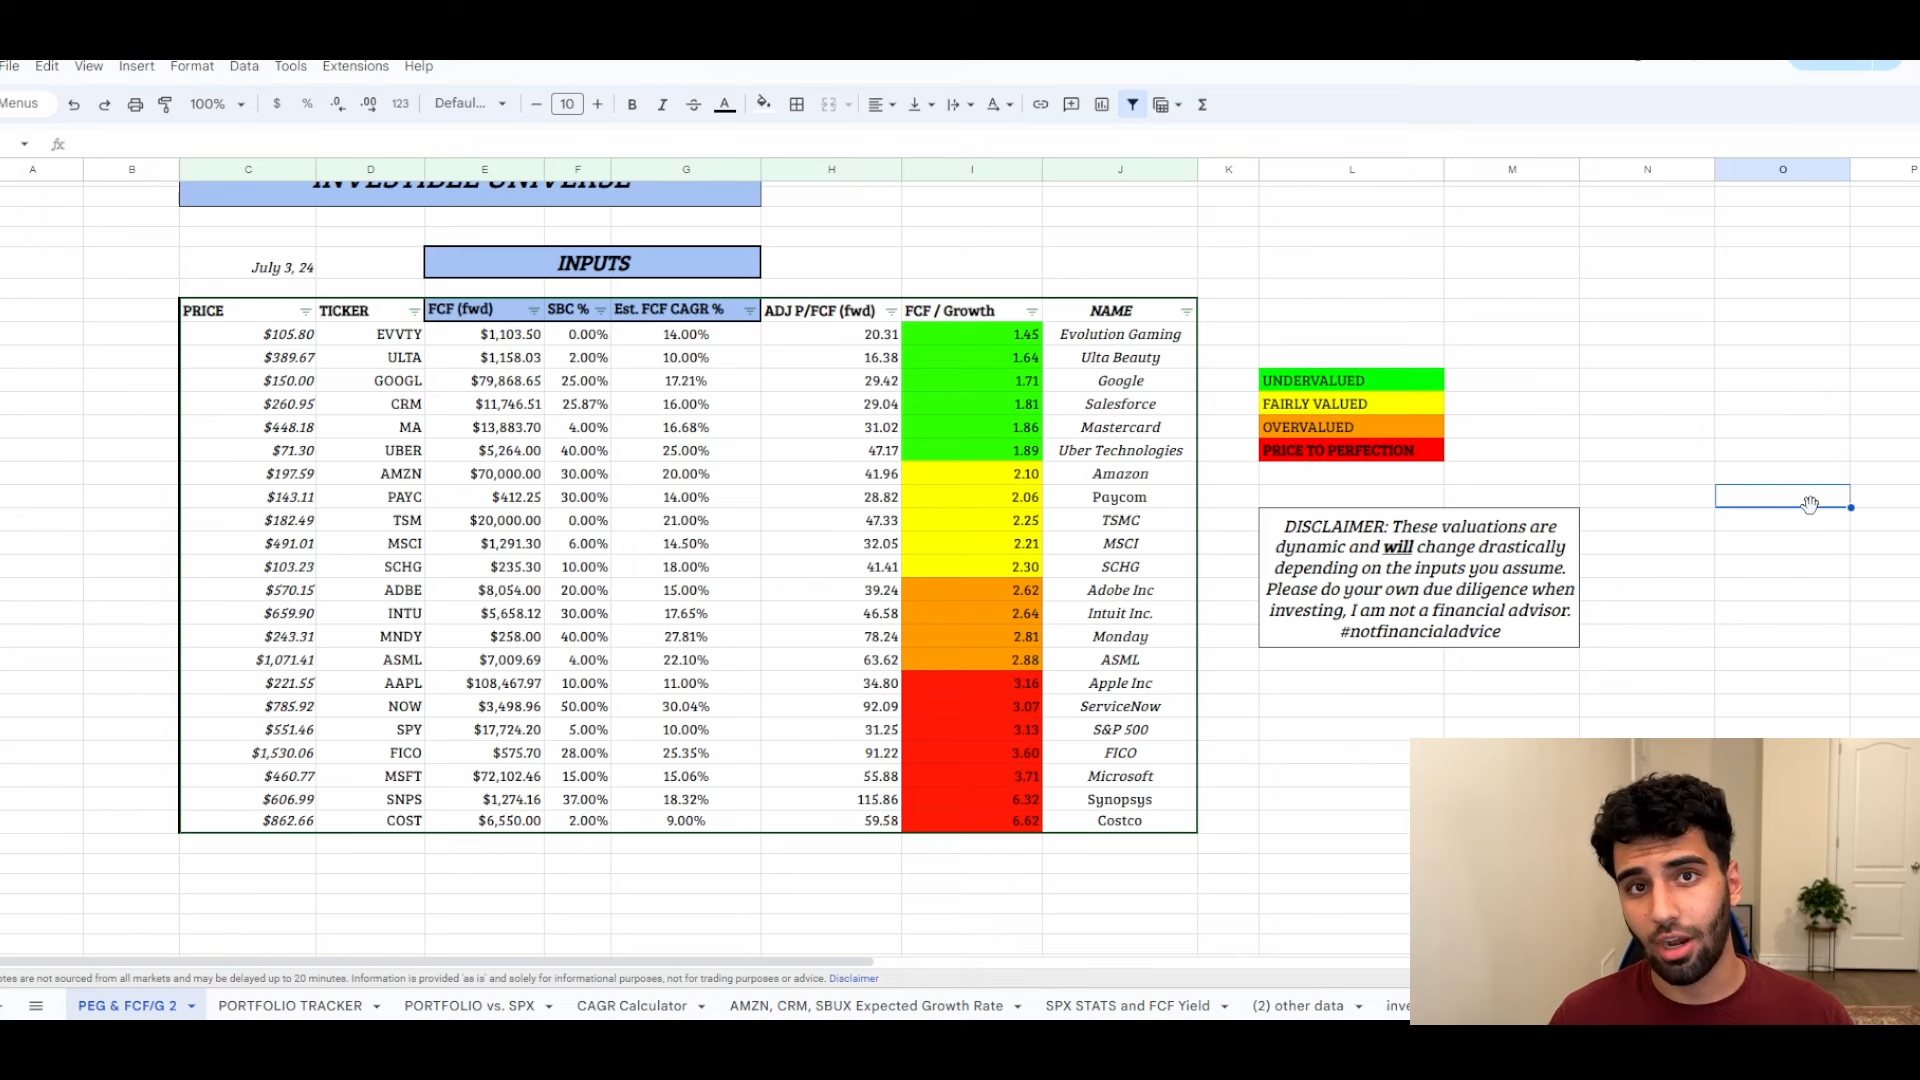 File Edit View Insert Format Data Tools Extensions Help
Menus 100% $ % .0 .00 123 Defaul... − 10 + B I A Σ
fx
A B C D E F G H I J K L M N O P
INVESTIBLE UNIVERSE
July 3, 24 INPUTS
PRICE TICKER FCF (fwd) SBC % Est. FCF CAGR % ADJ P/FCF (fwd) FCF / Growth NAME
$105.80 EVVTY $1,103.50 0.00% 14.00% 20.31 1.45 Evolution Gaming
$389.67 ULTA $1,158.03 2.00% 10.00% 16.38 1.64 Ulta Beauty
$150.00 GOOGL $79,868.65 25.00% 17.21% 29.42 1.71 Google
$260.95 CRM $11,746.51 25.87% 16.00% 29.04 1.81 Salesforce
$448.18 MA $13,883.70 4.00% 16.68% 31.02 1.86 Mastercard
$71.30 UBER $5,264.00 40.00% 25.00% 47.17 1.89 Uber Technologies
$197.59 AMZN $70,000.00 30.00% 20.00% 41.96 2.10 Amazon
$143.11 PAYC $412.25 30.00% 14.00% 28.82 2.06 Paycom
$182.49 TSM $20,000.00 0.00% 21.00% 47.33 2.25 TSMC
$491.01 MSCI $1,291.30 6.00% 14.50% 32.05 2.21 MSCI
$103.23 SCHG $235.30 10.00% 18.00% 41.41 2.30 SCHG
$570.15 ADBE $8,054.00 20.00% 15.00% 39.24 2.62 Adobe Inc
$659.90 INTU $5,658.12 30.00% 17.65% 46.58 2.64 Intuit Inc.
$243.31 MNDY $258.00 40.00% 27.81% 78.24 2.81 Monday
$1,071.41 ASML $7,009.69 4.00% 22.10% 63.62 2.88 ASML
$221.55 AAPL $108,467.97 10.00% 11.00% 34.80 3.16 Apple Inc
$785.92 NOW $3,498.96 50.00% 30.04% 92.09 3.07 ServiceNow
$551.46 SPY $17,724.20 5.00% 10.00% 31.25 3.13 S&P 500
$1,530.06 FICO $575.70 28.00% 25.35% 91.22 3.60 FICO
$460.77 MSFT $72,102.46 15.00% 15.06% 55.88 3.71 Microsoft
$606.99 SNPS $1,274.16 37.00% 18.32% 115.86 6.32 Synopsys
$862.66 COST $6,550.00 2.00% 9.00% 59.58 6.62 Costco
UNDERVALUED
FAIRLY VALUED
OVERVALUED
PRICE TO PERFECTION
DISCLAIMER: These valuations are
dynamic and will change drastically
depending on the inputs you assume.
Please do your own due diligence when
investing, I am not a financial advisor.
#notfinancialadvice
otes are not sourced from all markets and may be delayed up to 20 minutes. Information is provided 'as is' and solely for informational purposes, not for trading purposes or advice. Disclaimer
PEG & FCF/G 2 PORTFOLIO TRACKER PORTFOLIO vs. SPX CAGR Calculator AMZN, CRM, SBUX Expected Growth Rate SPX STATS and FCF Yield (2) other data inve